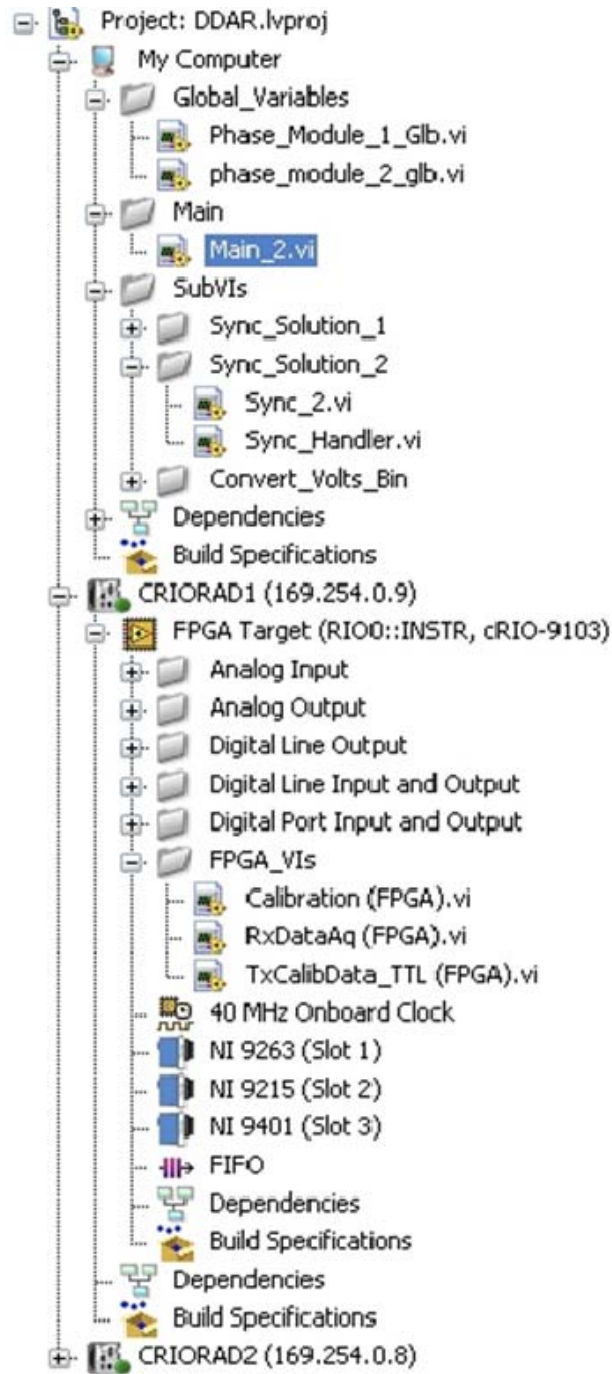 Project: DDAR.lvproj
My Computer
Global_Variables
Phase_Module_1_Glb.vi
phase_module_2_glb.vi
Main
Main_2.vi
SubVIs
Sync_Solution_1
Sync_Solution_2
Sync_2.vi
Sync_Handler.vi
Convert_Volts_Bin
Dependencies
Build Specifications
CRIORAD1 (169.254.0.9)
FPGA Target (RIO0::INSTR, cRIO-9103)
Analog Input
Analog Output
Digital Line Output
Digital Line Input and Output
Digital Port Input and Output
FPGA_VIs
Calibration (FPGA).vi
RxDataAq (FPGA).vi
TxCalibData_TTL (FPGA).vi
40 MHz Onboard Clock
NI 9263 (Slot 1)
NI 9215 (Slot 2)
NI 9401 (Slot 3)
FIFO
Dependencies
Build Specifications
Dependencies
Build Specifications
CRIORAD2 (169.254.0.8)